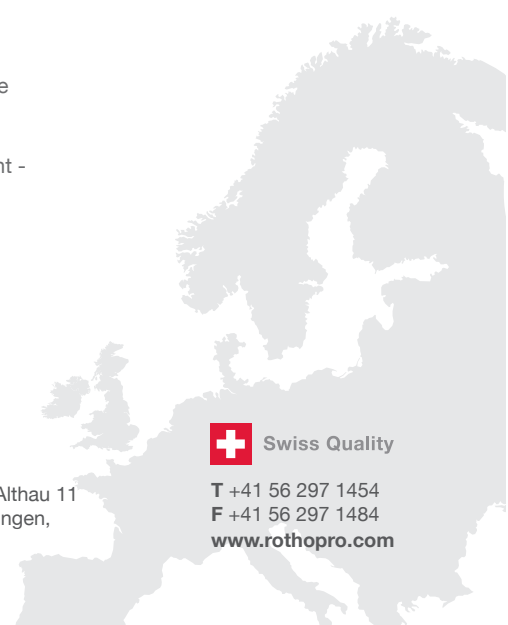 e
nt -
Althau 11
ngen,
Swiss Quality
T +41 56 297 1454
F +41 56 297 1484
www.rothopro.com